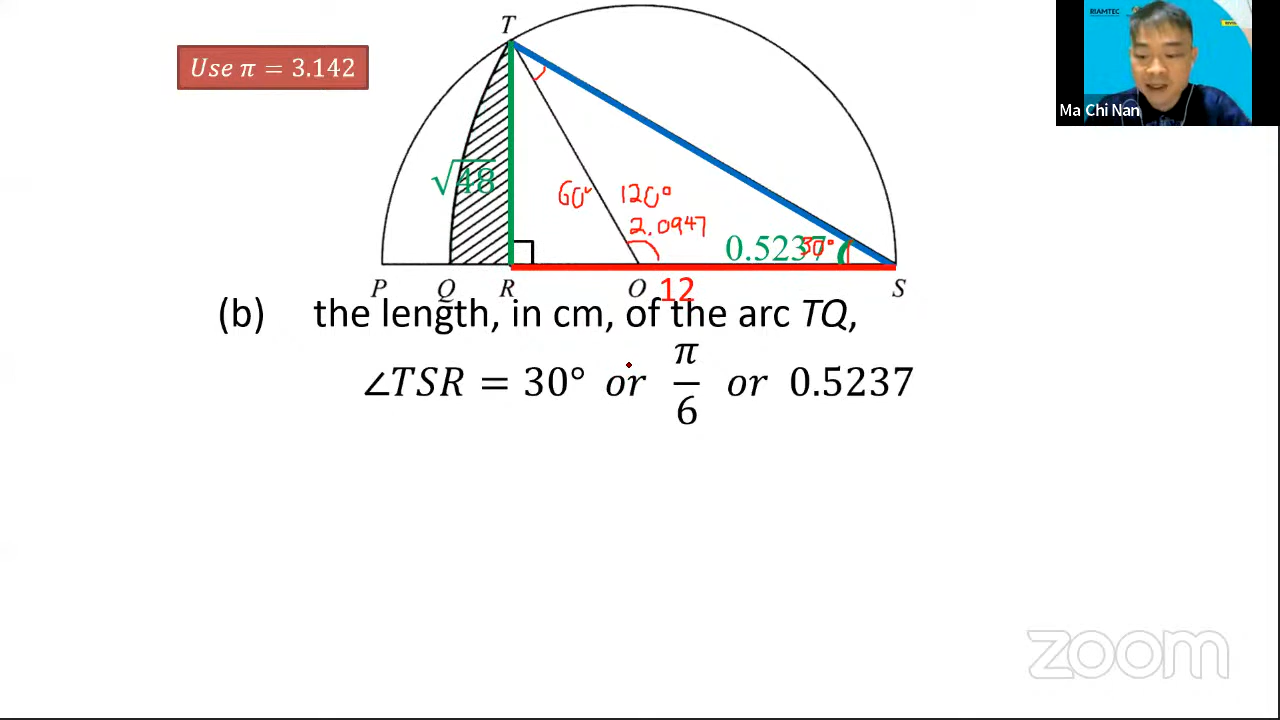 T
Use π = 3.142
RIAMTEC
Ma Chi Nan
√48
60°
120°
2.0947
0.5237
30°
P Q R O S
12
(b) the length, in cm, of the arc TQ,
∠TSR = 30° or π/6 or 0.5237
zoom